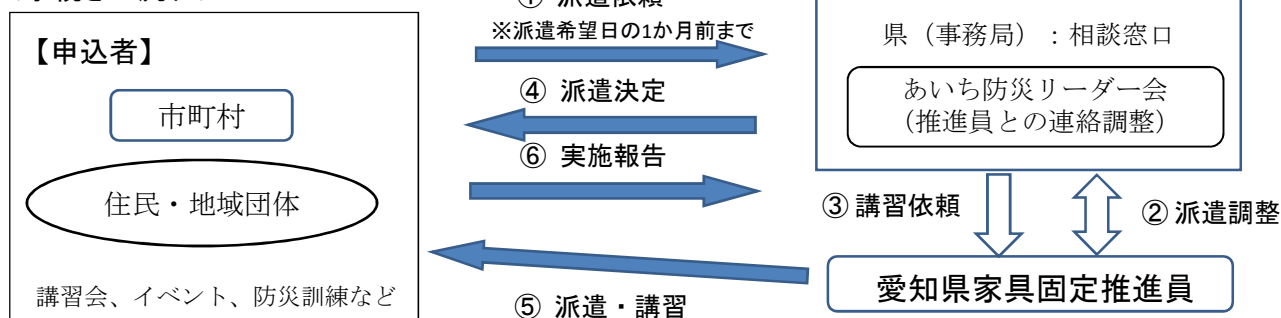 ① 派遣依頼
※派遣希望日の1か月前まで
【申込者】
市町村
住民・地域団体
講習会、イベント、防災訓練など
④ 派遣決定
⑥ 実施報告
⑤ 派遣・講習
県（事務局）：相談窓口
あいち防災リーダー会
（推進員との連絡調整）
③ 講習依頼
② 派遣調整
愛知県家具固定推進員